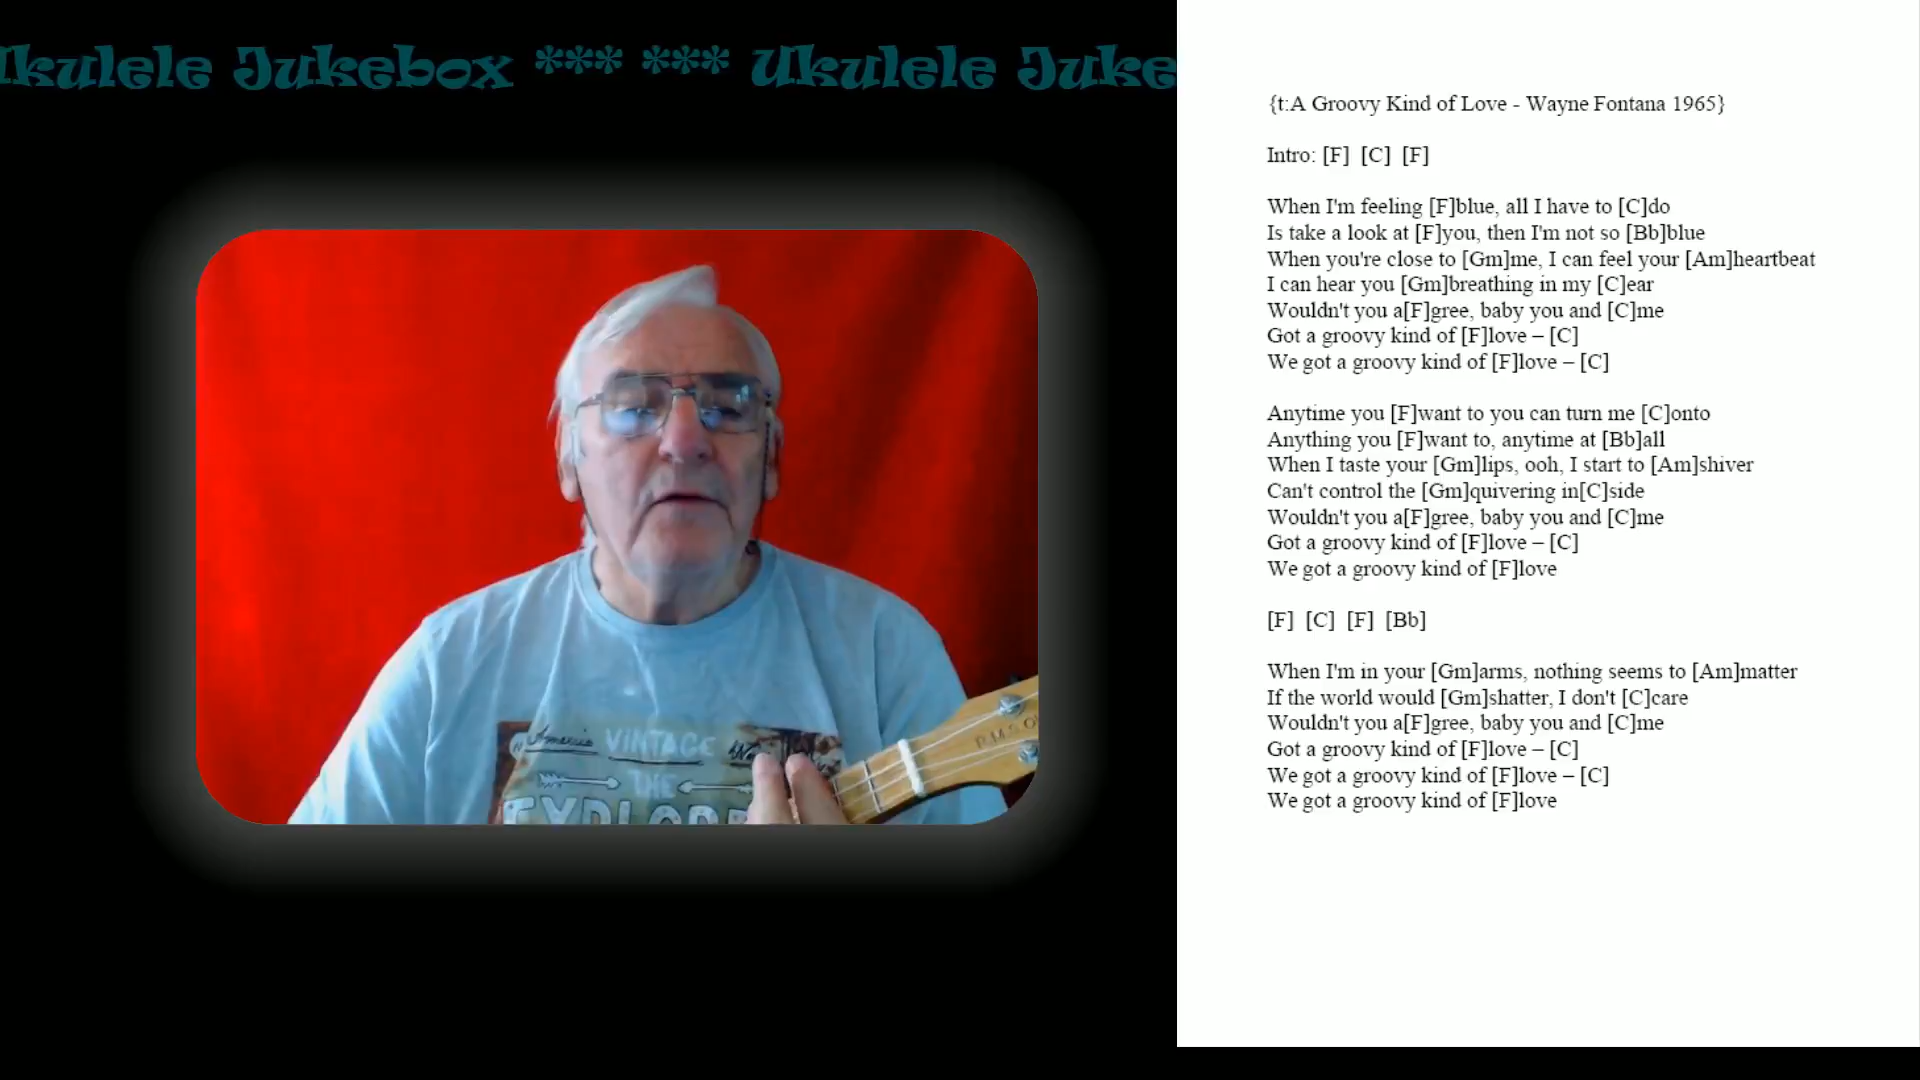 kulele Jukebox *** *** Ukulele Juke
{t:A Groovy Kind of Love - Wayne Fontana 1965}
Intro: [F] [C] [F]
When I'm feeling [F]blue, all I have to [C]do
Is take a look at [F]you, then I'm not so [Bb]blue
When you're close to [Gm]me, I can feel your [Am]heartbeat
I can hear you [Gm]breathing in my [C]ear
Wouldn't you a[F]gree, baby you and [C]me
Got a groovy kind of [F]love – [C]
We got a groovy kind of [F]love – [C]
Anytime you [F]want to you can turn me [C]onto
Anything you [F]want to, anytime at [Bb]all
When I taste your [Gm]lips, ooh, I start to [Am]shiver
Can't control the [Gm]quivering in[C]side
Wouldn't you a[F]gree, baby you and [C]me
Got a groovy kind of [F]love – [C]
We got a groovy kind of [F]love
[F] [C] [F] [Bb]
When I'm in your [Gm]arms, nothing seems to [Am]matter
If the world would [Gm]shatter, I don't [C]care
Wouldn't you a[F]gree, baby you and [C]me
Got a groovy kind of [F]love – [C]
We got a groovy kind of [F]love – [C]
We got a groovy kind of [F]love
VINTAGE
THE